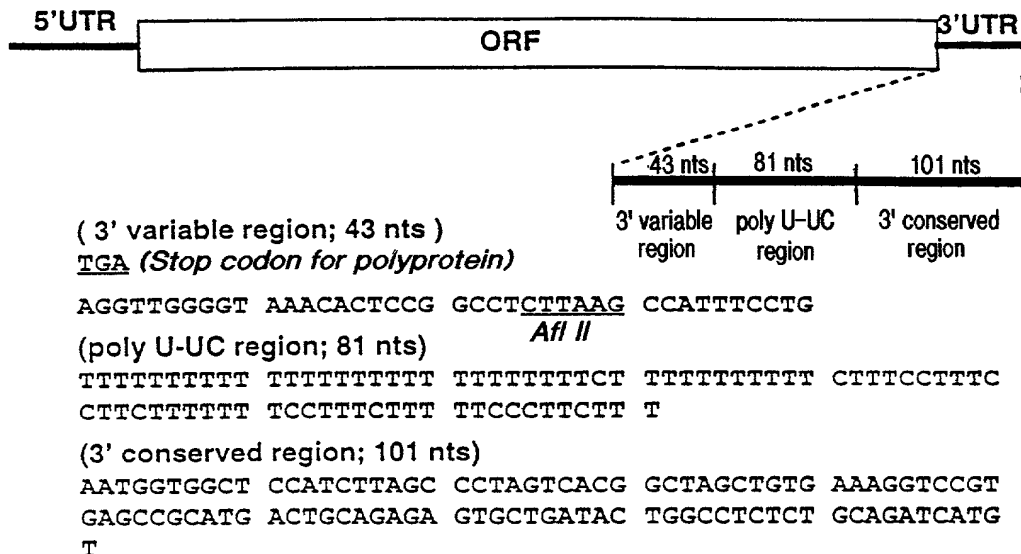 5'UTR ORF 3'UTR
43 nts 81 nts 101 nts
3' variable region poly U-UC region 3' conserved region
( 3' variable region; 43 nts )
TGA (Stop codon for polyprotein)
AGGTTGGGGT AAACACTCCG GCCTCTTAAG CCATTTCCTG
Afl II
(poly U-UC region; 81 nts)
TTTTTTTTTT TTTTTTTTTT TTTTTTTTCT TTTTTTTTTT CTTTCCTTTC
CTTCTTTTTT TCCTTTCTTT TTCCCTTCTT T
(3' conserved region; 101 nts)
AATGGTGGCT CCATCTTAGC CCTAGTCACG GCTAGCTGTG AAAGGTCCGT
GAGCCGCATG ACTGCAGAGA GTGCTGATAC TGGCCTCTCT GCAGATCATG
T